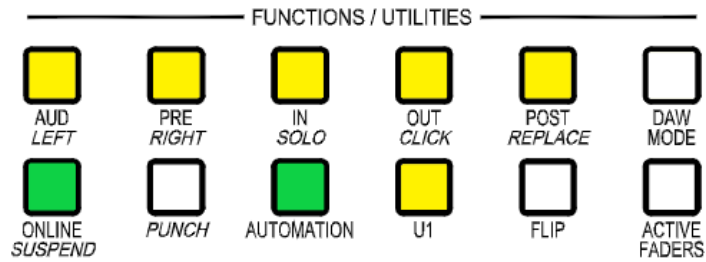 FUNCTIONS / UTILITIES
AUD PRE IN OUT POST DAW
LEFT RIGHT SOLO CLICK REPLACE MODE
ONLINE PUNCH AUTOMATION U1 FLIP ACTIVE
SUSPEND FADERS